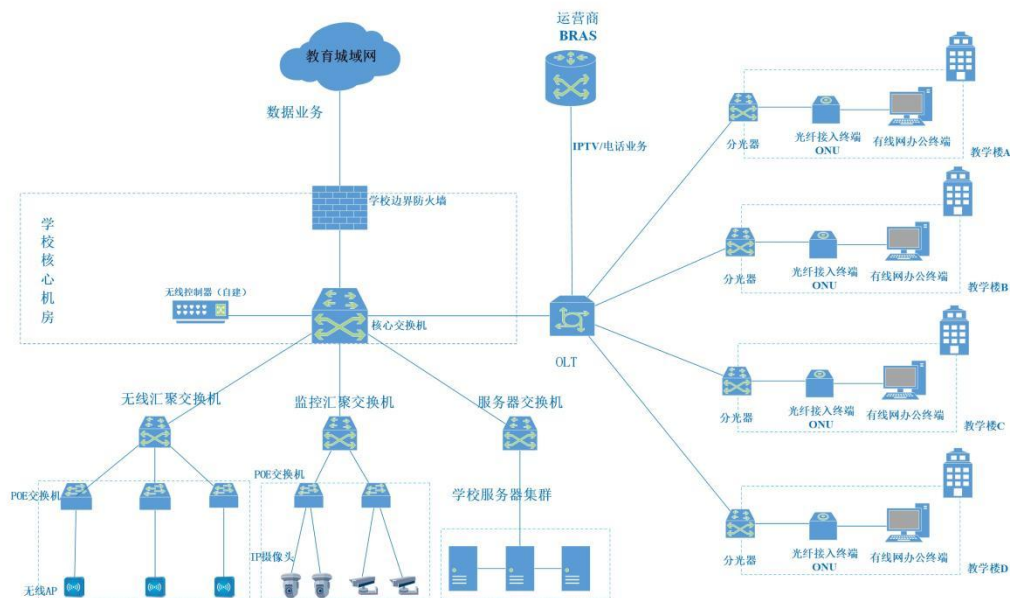 运营商
BRAS
教育城域网
数据业务
IPTV/电话业务
分光器
光纤接入终端
ONU
有线网办公终端
教学楼A
学校核心机房
学校边界防火墙
无线控制器（自建）
核心交换机
OLT
分光器
光纤接入终端
ONU
有线网办公终端
教学楼B
无线汇聚交换机
监控汇聚交换机
服务器交换机
分光器
光纤接入终端
ONU
有线网办公终端
教学楼C
POE交换机
POE交换机
学校服务器集群
IP摄像头
无线AP
分光器
光纤接入终端
ONU
有线网办公终端
教学楼D